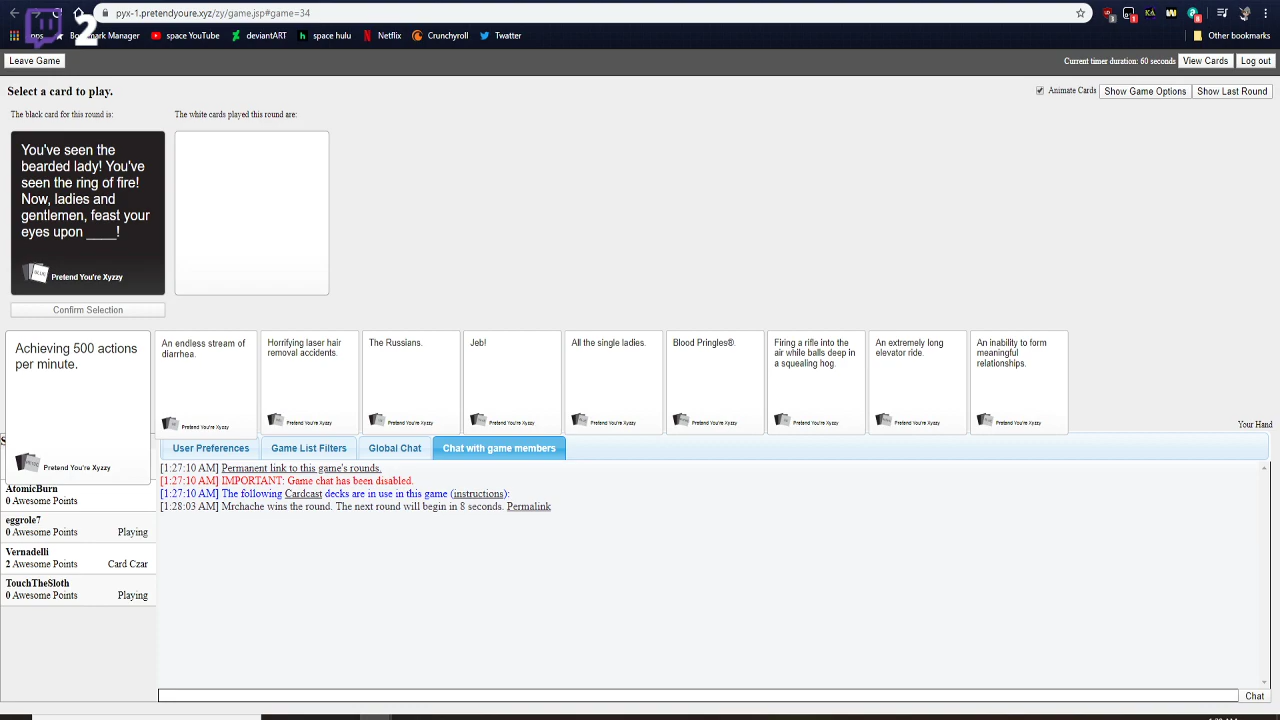 pyx-1.pretendyoure.xyz/zy/game.jsp#game=34
2
Manager
space YouTube
deviantART
space hulu
Netflix
Crunchyroll
Twatter
Other bookmarks
Leave Game
Current timer duration: 60 seconds
View Cards
Log out
Select a card to play.
Animate Cards
Show Game Options
Show Last Round
The black card for this round is:
The white cards played this round are:
You've seen the
bearded lady! You've
seen the ring of fire!
Now, ladies and
gentlemen, feast your
eyes upon ____!
Pretend You're Xyzzy
Confirm Selection
Achieving 500 actions
per minute.
Pretend You're Xyzzy
An endless stream of
diarrhea.
Pretend You're Xyzzy
Horrifying laser hair
removal accidents.
Pretend You're Xyzzy
The Russians.
Pretend You're Xyzzy
Jeb!
Pretend You're Xyzzy
All the single ladies.
Pretend You're Xyzzy
Blood Pringles®.
Pretend You're Xyzzy
Firing a rifle into the
air while balls deep in
a squealing hog.
Pretend You're Xyzzy
An extremely long
elevator ride.
Pretend You're Xyzzy
An inability to form
meaningful
relationships.
Pretend You're Xyzzy
Your Hand
User Preferences
Game List Filters
Global Chat
Chat with game members
[1:27:10 AM] Permanent link to this game's rounds.
[1:27:10 AM] IMPORTANT: Game chat has been disabled.
[1:27:10 AM] The following Cardcast decks are in use in this game (instructions):
[1:28:03 AM] Mrchache wins the round. The next round will begin in 8 seconds. Permalink
AtomicBurn
0 Awesome Points
eggrole7
0 Awesome Points Playing
Vernadelli
2 Awesome Points Card Czar
TouchTheSloth
0 Awesome Points Playing
Chat